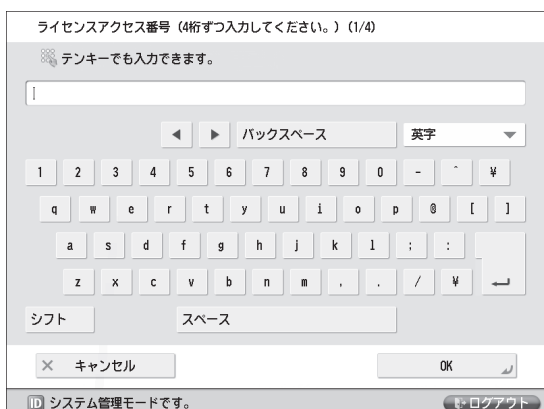 ライセンスアクセス番号（4桁ずつ入力してください。）(1/4)
テンキーでも入力できます。
◀ ▶ バックスペース 英字
1 2 3 4 5 6 7 8 9 0 - ^ ¥
q w e r t y u i o p @ [ ]
a s d f g h j k l ; :
z x c v b n m , . / ¥
シフト スペース
× キャンセル OK
ID システム管理モードです。 ログアウト